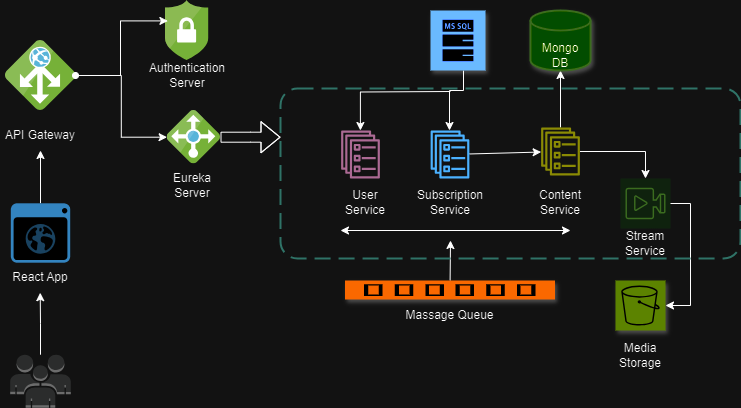 MS SQL
Mongo
DB
Authentication
Server
API Gateway
Eureka
Server
User
Service
Subscription
Service
Content
Service
Stream
Service
React App
Massage Queue
Media
Storage